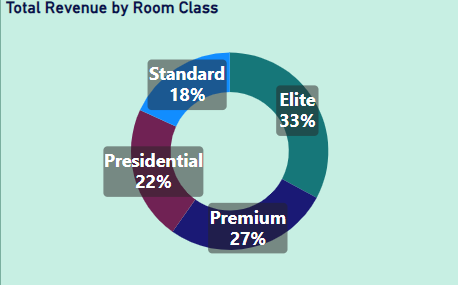 Total Revenue by Room Class
Standard
18%
Elite
33%
Presidential
22%
Premium
27%